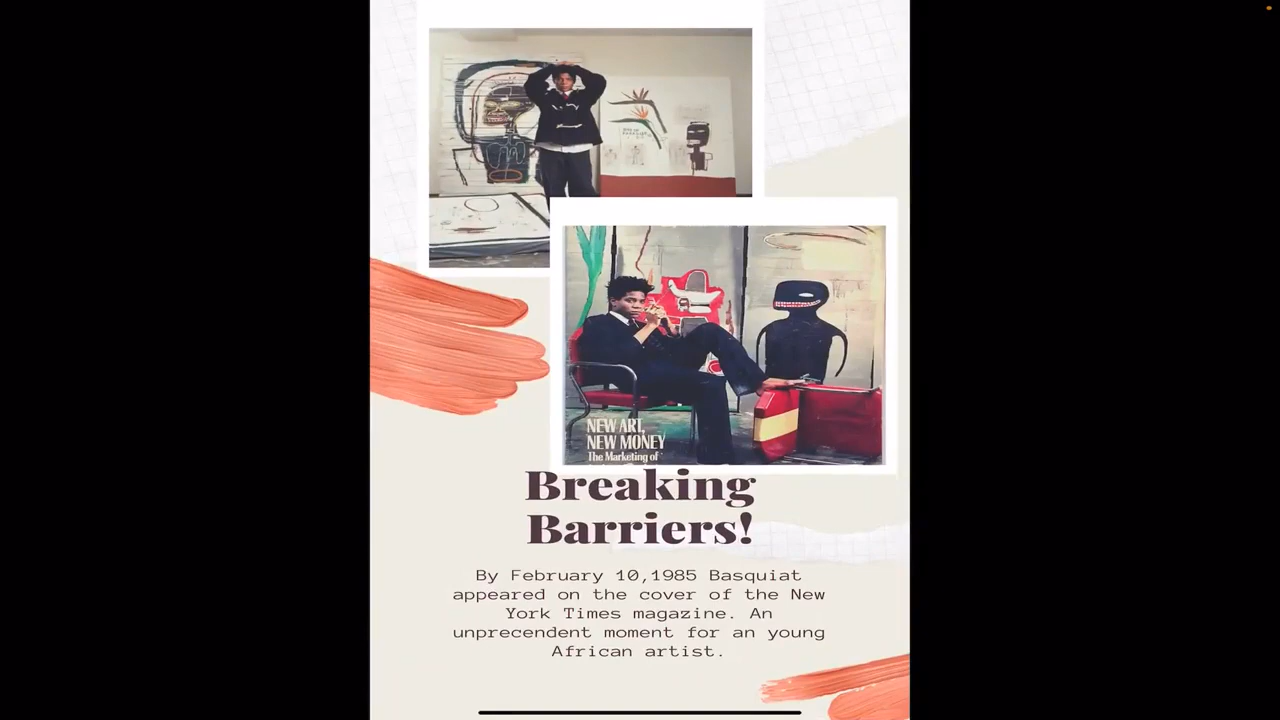 NEW ART,
NEW MONEY
The Marketing of
Breaking
Barriers!
By February 10,1985 Basquiat
appeared on the cover of the New
York Times magazine. An
unprecendent moment for an young
African artist.